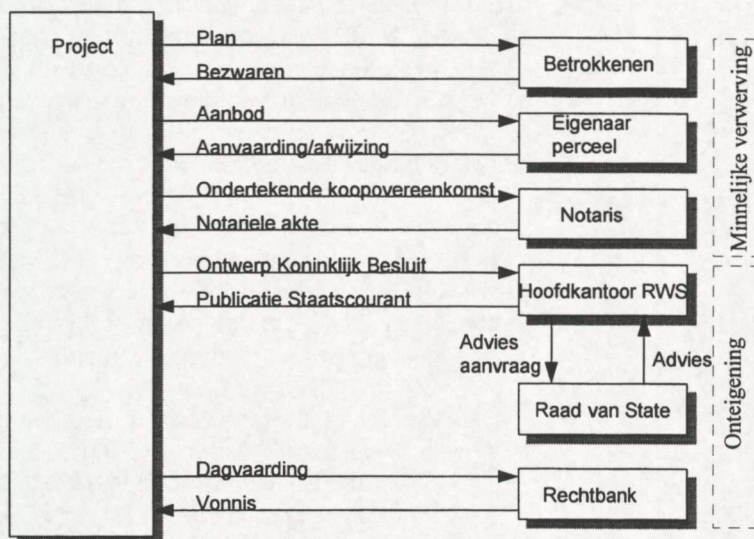 Project
Plan
Betrokkenen
Bezwaren
Aanbod
Eigenaar
perceel
Aanvaarding/afwijzing
Ondertekende koopovereenkomst
Notaris
Notariele akte
Minnelijke verwerving
Ontwerp Koninklijk Besluit
Hoofdkantoor RWS
Publicatie Staatscourant
Advies
aanvraag
Advies
Raad van State
Dagvaarding
Rechtbank
Vonnis
Onteigening